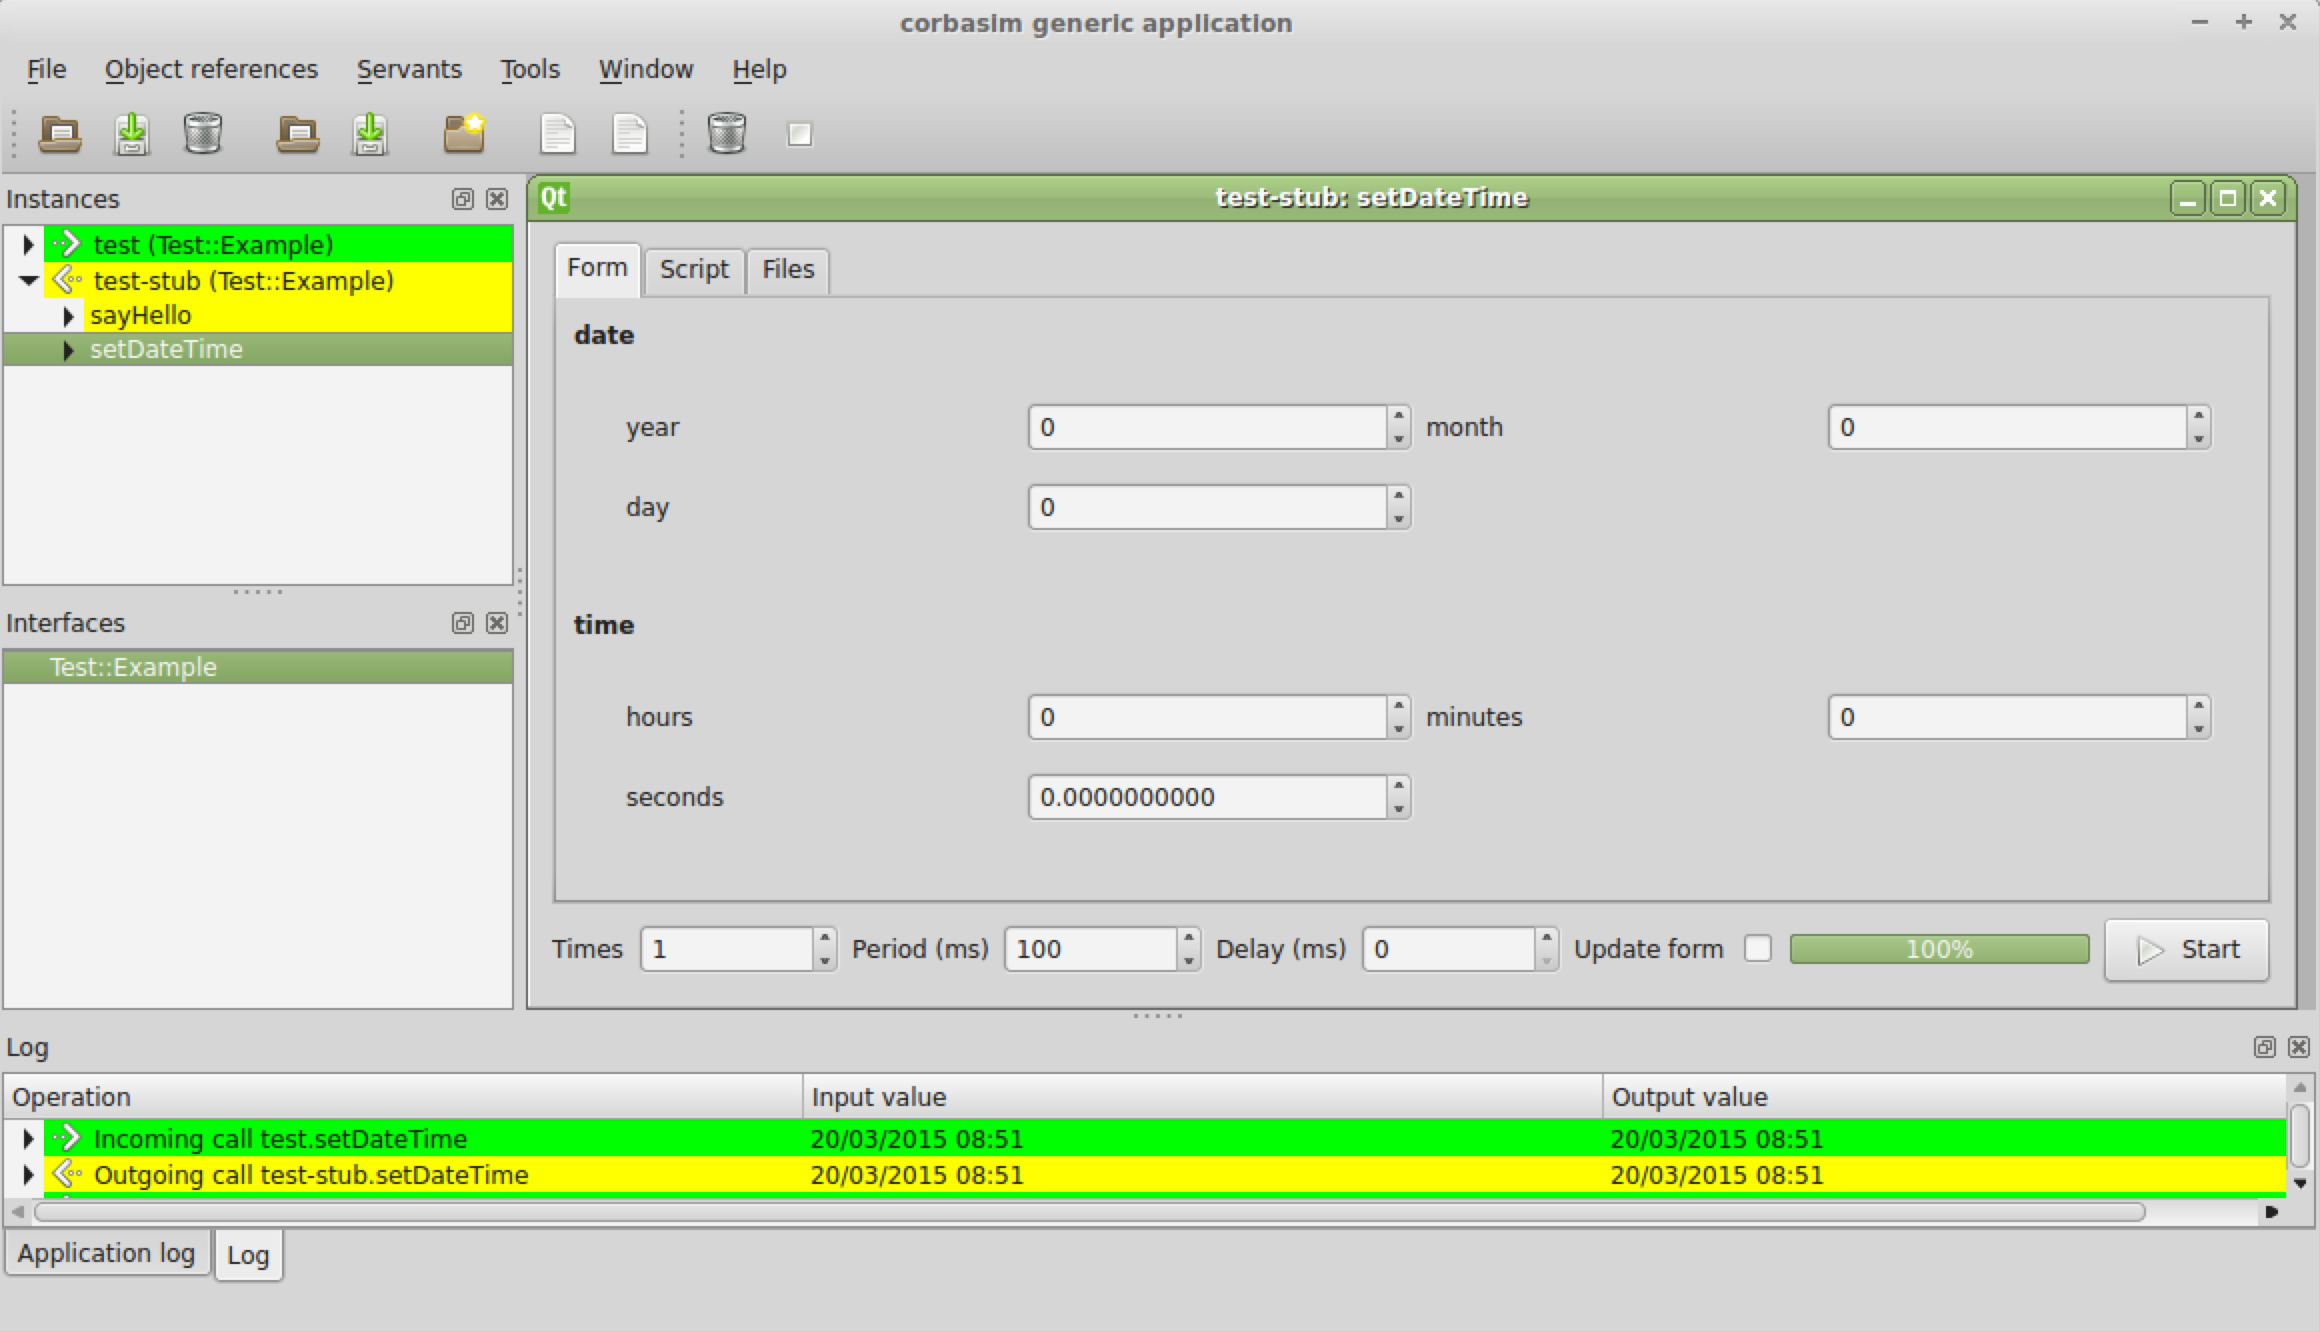 corbasim generic application
File Object references Servants Tools Window Help
Instances
test (Test::Example)
test-stub (Test::Example)
sayHello
setDateTime
Interfaces
Test::Example
Qt test-stub: setDateTime
Form Script Files
date
year 0 month 0
day 0
time
hours 0 minutes 0
seconds 0.0000000000
Times 1 Period (ms) 100 Delay (ms) 0 Update form 100% Start
Log
Operation Input value Output value
Incoming call test.setDateTime 20/03/2015 08:51 20/03/2015 08:51
Outgoing call test-stub.setDateTime 20/03/2015 08:51 20/03/2015 08:51
Application log Log